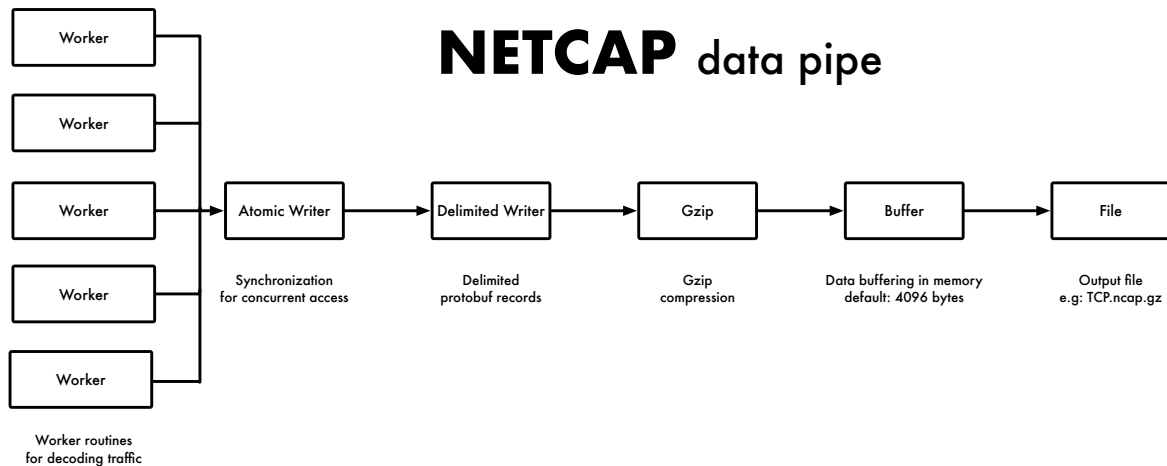 NETCAP data pipe
Worker
Worker
Worker
Atomic Writer
Delimited Writer
Gzip
Buffer
File
Worker
Worker
Synchronization
for concurrent access
Delimited
protobuf records
Gzip
compression
Data buffering in memory
default: 4096 bytes
Output file
e.g: TCP.ncap.gz
Worker routines
for decoding traffic